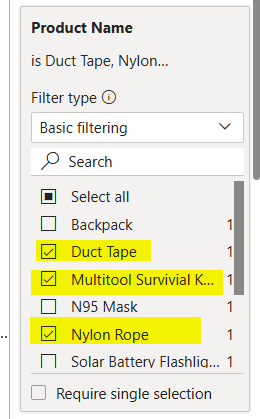 Product Name
is Duct Tape, Nylon...
Filter type
Basic filtering
Search
Select all
Backpack 1
Duct Tape 1
Multitool Survivial K... 1
N95 Mask 1
Nylon Rope 1
Solar Battery Flashlig... 1
Require single selection